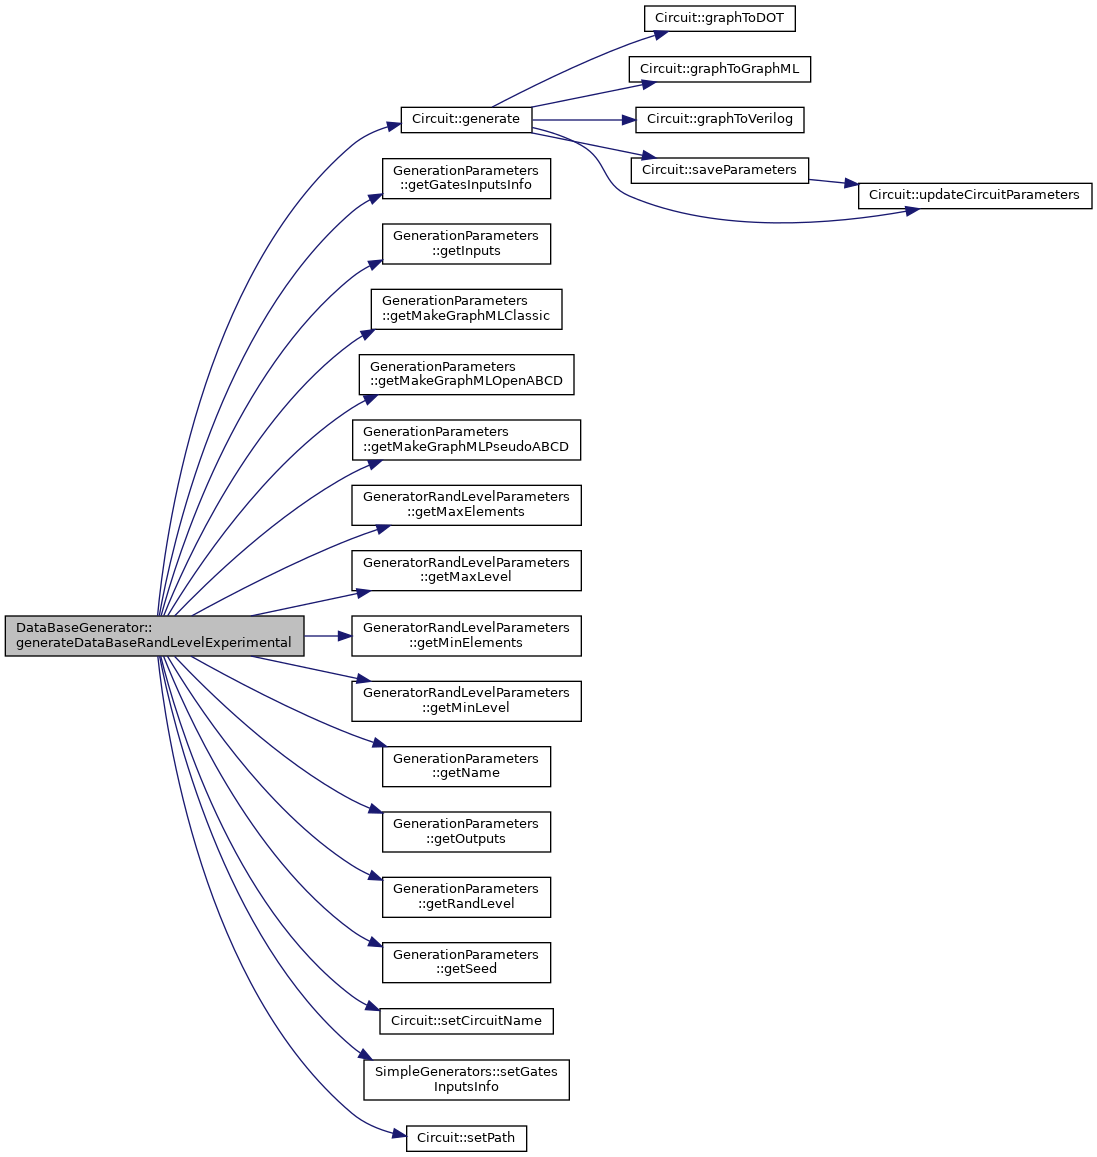 Circuit::graphToDOT
Circuit::graphToGraphML
Circuit::generate
Circuit::graphToVerilog
Circuit::saveParameters
Circuit::updateCircuitParameters
GenerationParameters
::getGatesInputsInfo
GenerationParameters
::getInputs
GenerationParameters
::getMakeGraphMLClassic
GenerationParameters
::getMakeGraphMLOpenABCD
GenerationParameters
::getMakeGraphMLPseudoABCD
GeneratorRandLevelParameters
::getMaxElements
GeneratorRandLevelParameters
::getMaxLevel
DataBaseGenerator::
generateDataBaseRandLevelExperimental
GeneratorRandLevelParameters
::getMinElements
GeneratorRandLevelParameters
::getMinLevel
GenerationParameters
::getName
GenerationParameters
::getOutputs
GenerationParameters
::getRandLevel
GenerationParameters
::getSeed
Circuit::setCircuitName
SimpleGenerators::setGates
InputsInfo
Circuit::setPath